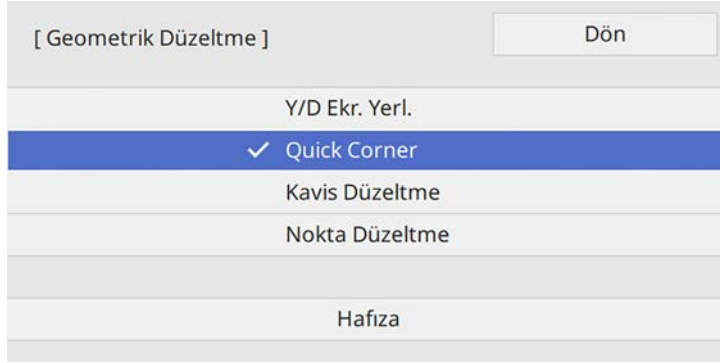 [ Geometrik Düzeltme ] Dön
Y/D Ekr. Yerl.
Quick Corner
Kavis Düzeltme
Nokta Düzeltme
Hafıza